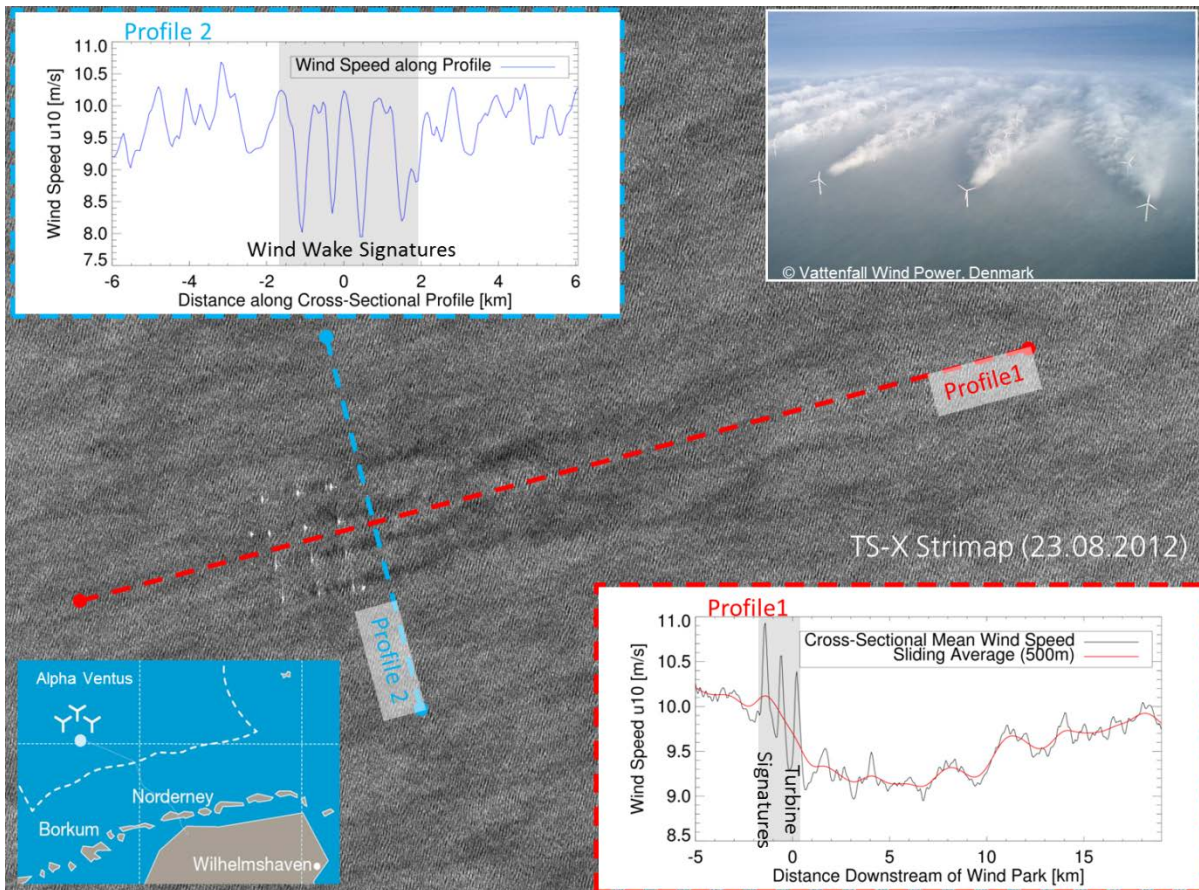 Profile 2
11.0
10.5
10.0
9.5
9.0
8.5
8.0
7.5
Wind Speed u10 [m/s]
Wind Speed along Profile
Wind Wake Signatures
-6 -4 -2 0 2 4 6
Distance along Cross-Sectional Profile [km]
© Vattenfall Wind Power, Denmark
Profile1
Profile 2
TS-X Strimap (23.08.2012)
Alpha Ventus
Norderney
Borkum
Wilhelmshaven
Profile1
11.0
10.5
10.0
9.5
9.0
8.5
Wind Speed u10 [m/s]
Cross-Sectional Mean Wind Speed
Sliding Average (500m)
Turbine
Signatures
-5 0 5 10 15
Distance Downstream of Wind Park [km]